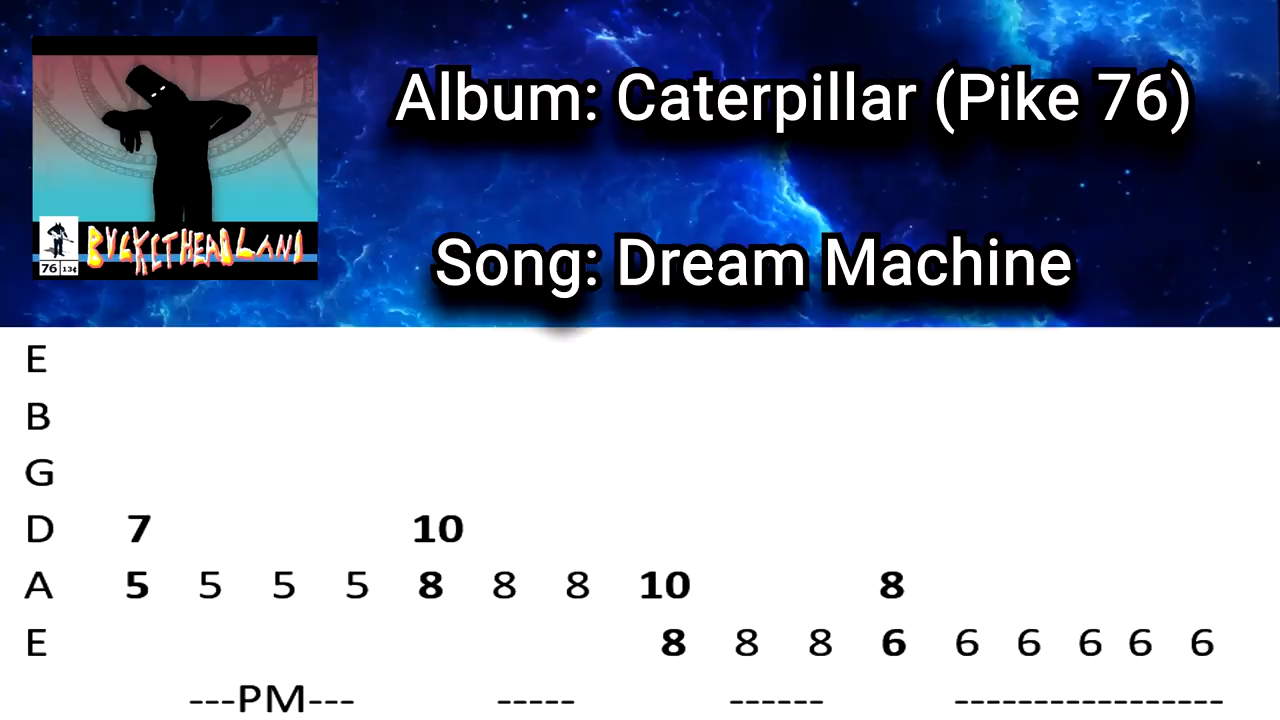 Album: Caterpillar (Pike 76)
BUCKETHEADLAND
76 13¢
Song: Dream Machine
E
B
G
D 7 10
A 5 5 5 5 8 8 8 10 8
E 8 8 8 6 6 6 6 6 6
---PM--- ----- ------ -----------------